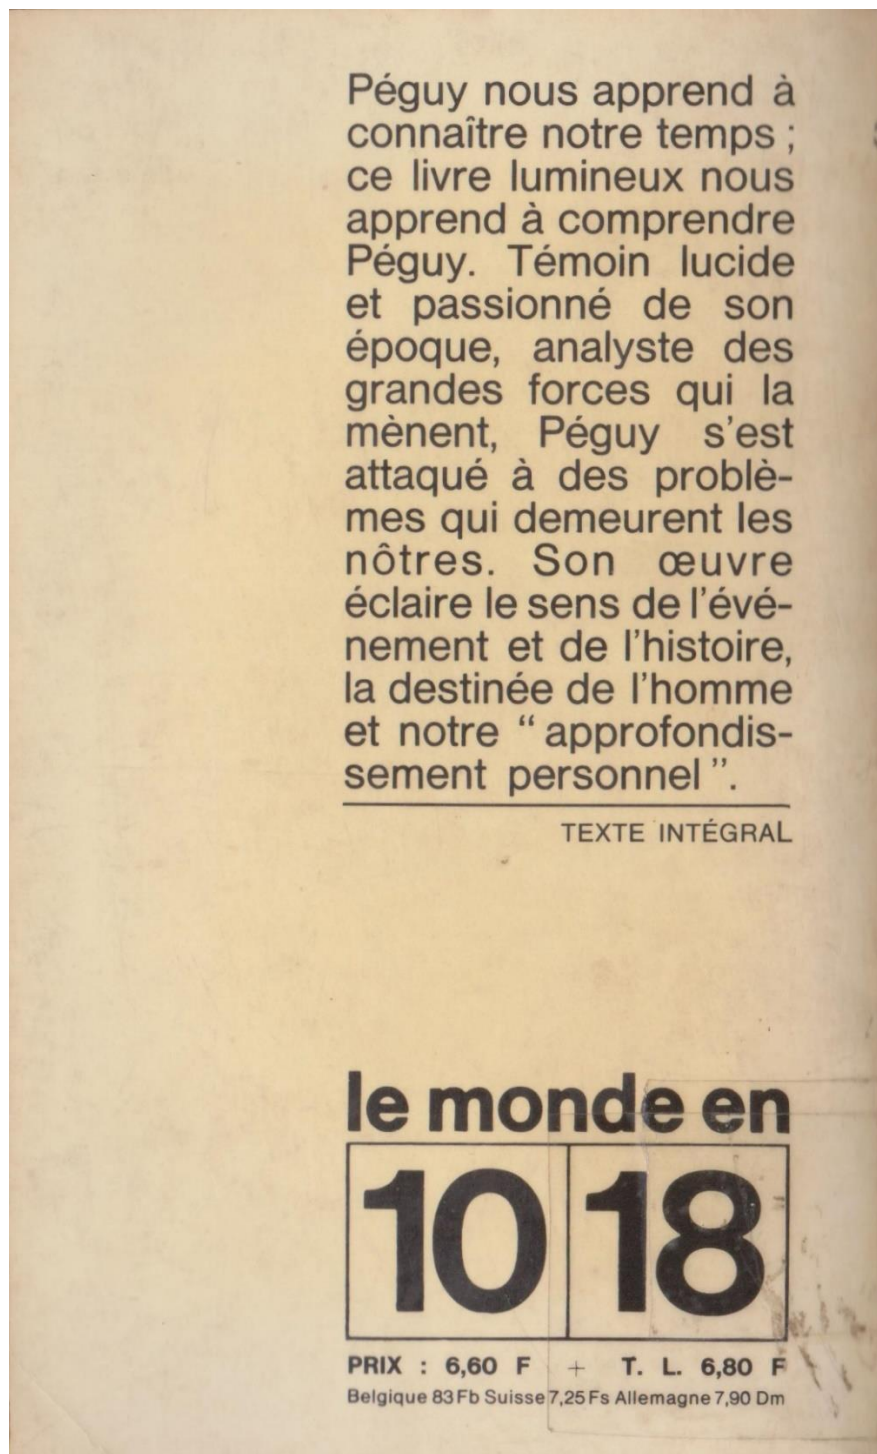 Péguy nous apprend à
connaître notre temps ;
ce livre lumineux nous
apprend à comprendre
Péguy. Témoin lucide
et passionné de son
époque, analyste des
grandes forces qui la
mènent, Péguy s'est
attaqué à des problè-
mes qui demeurent les
nôtres. Son œuvre
éclaire le sens de l'évé-
nement et de l'histoire,
la destinée de l'homme
et notre “ approfondis-
sement personnel ”.
TEXTE INTÉGRAL
le monde en
10 18
PRIX : 6,60 F + T. L. 6,80 F
Belgique 83 Fb Suisse 7,25 Fs Allemagne 7,90 Dm